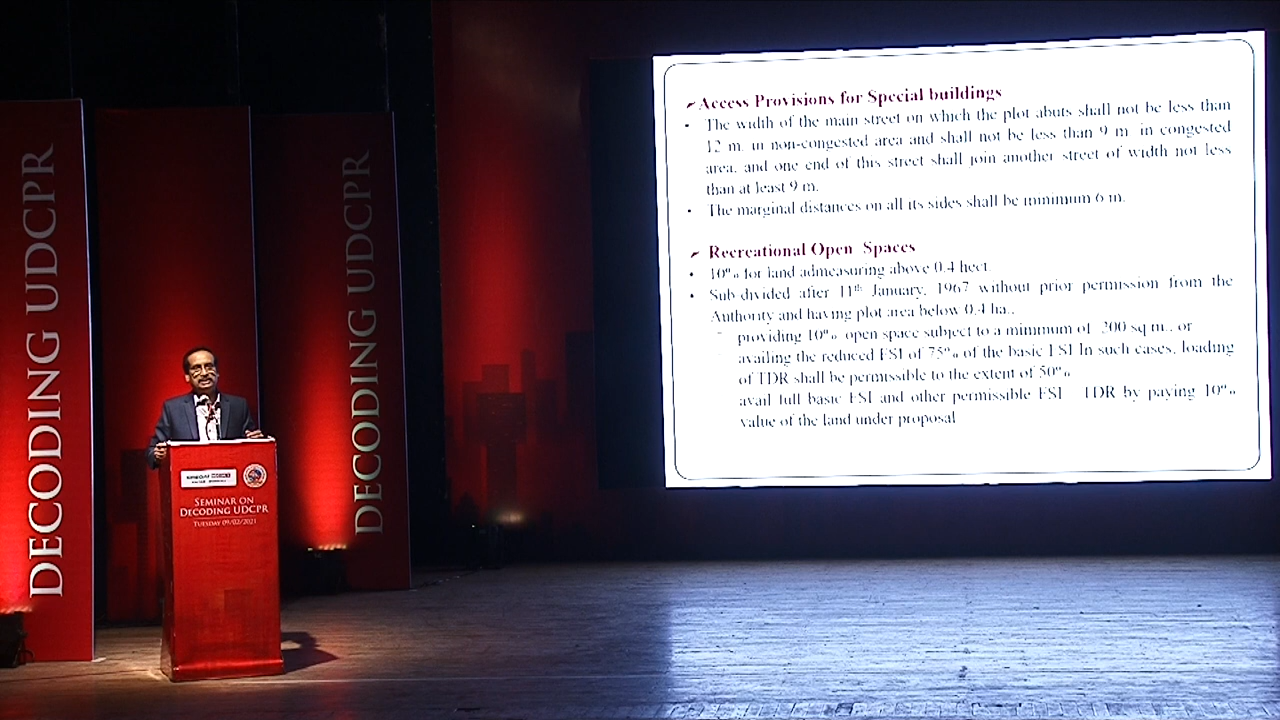 DECODING UDCPR
DECODING UDCPR
SEMINAR ON
DECODING UDCPR
TUESDAY 09/02/2021
Access Provisions for Special buildings
• The width of the main street on which the plot abuts shall not be less than
12 m. in non-congested area and shall not be less than 9 m. in congested
area, and one end of this street shall join another street of width not less
than at least 9 m.
• The marginal distances on all its sides shall be minimum 6 m.
Recreational Open Spaces
• 10% for land admeasuring above 0.4 hect.
• Sub-divided after 11th January, 1967 without prior permission from the
Authority and having plot area below 0.4 ha.,
providing 10% open space subject to a minimum of 200 sq.m., or
availing the reduced FSI of 75% of the basic FSI In such cases, loading
of TDR shall be permissible to the extent of 50%
avail full basic FSI and other permissible FSI TDR by paying 10%
value of the land under proposal